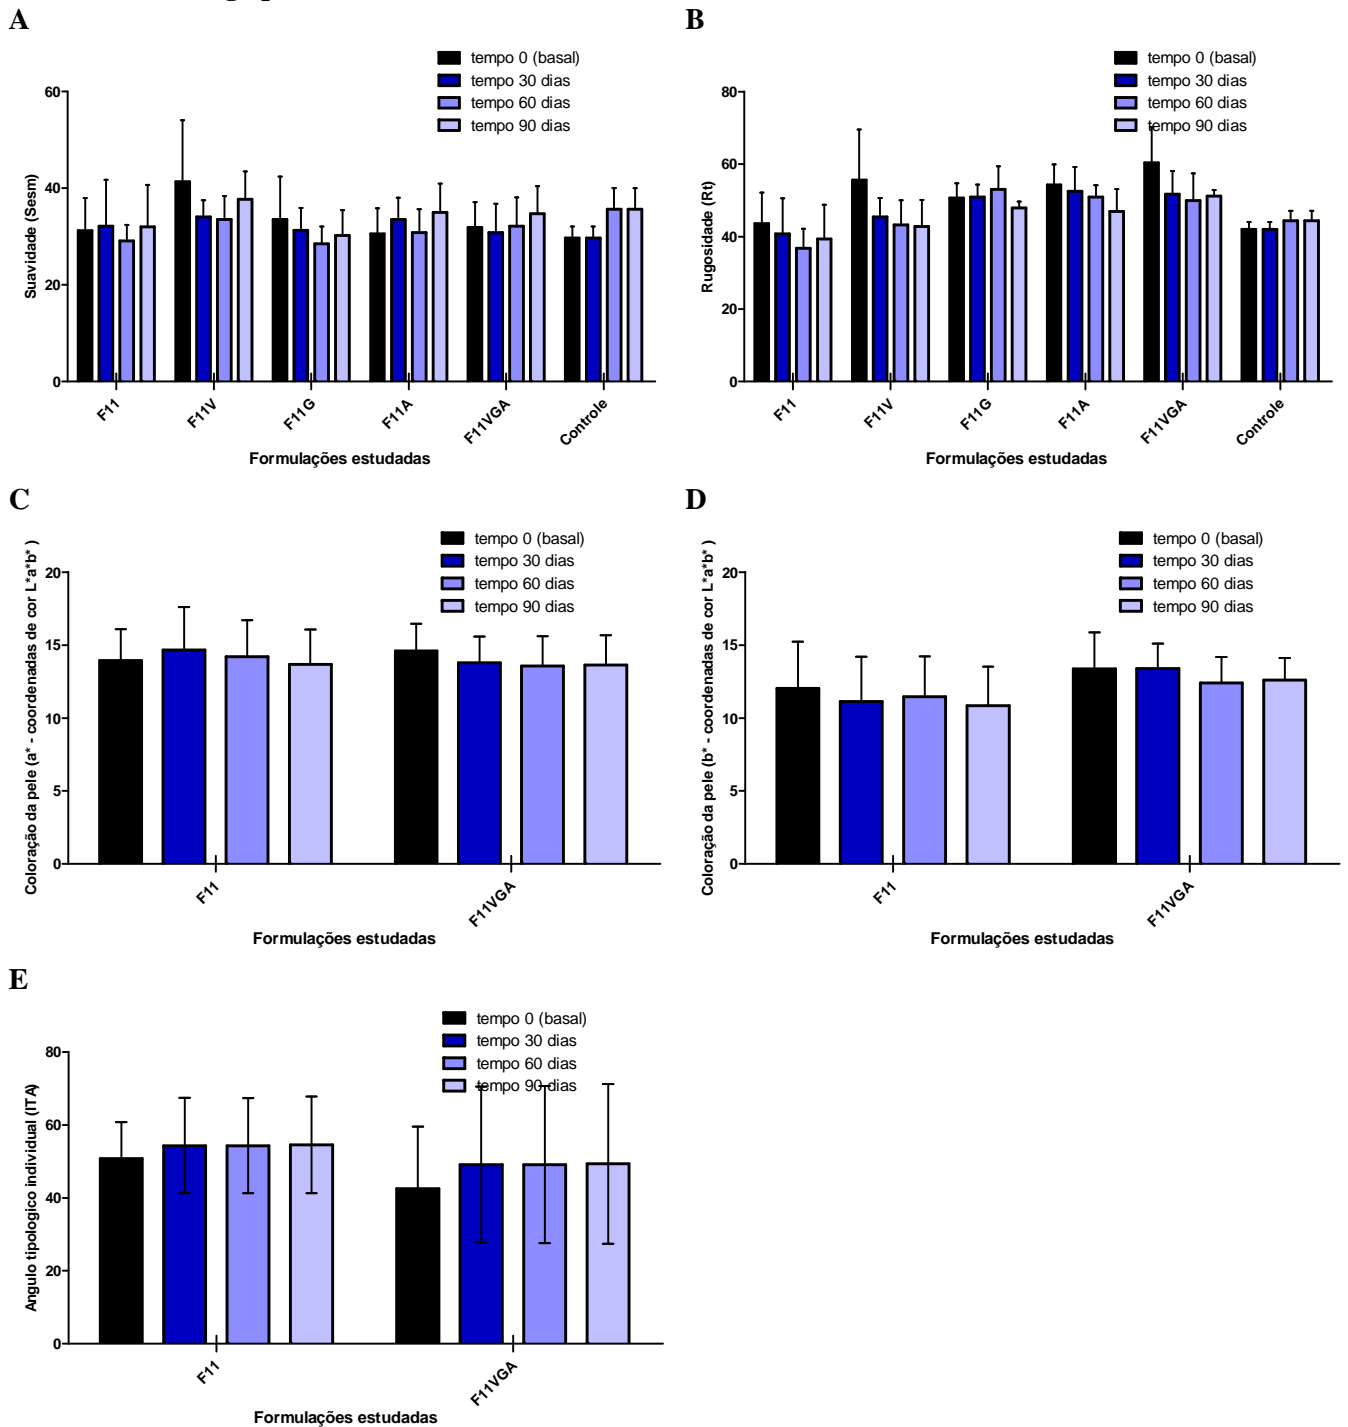 A
tempo 0 (basal)
tempo 30 dias
tempo 60 dias
tempo 90 dias
Suavidade (Sesm)
60
40
20
0
F11
F11V
F11G
F11A
F11VGA
Controle
Formulações estudadas
B
tempo 0 (basal)
tempo 30 dias
tempo 60 dias
tempo 90 dias
Rugosidade (Rt)
80
60
40
20
0
F11
F11V
F11G
F11A
F11VGA
Controle
Formulações estudadas
C
tempo 0 (basal)
tempo 30 dias
tempo 60 dias
tempo 90 dias
Coloração da pele (a* - coordenadas de cor L*a*b* )
20
15
10
5
0
F11
F11VGA
Formulações estudadas
D
tempo 0 (basal)
tempo 30 dias
tempo 60 dias
tempo 90 dias
Coloração da pele (b* - coordenadas de cor L*a*b* )
20
15
10
5
0
F11
F11VGA
Formulações estudadas
E
tempo 0 (basal)
tempo 30 dias
tempo 60 dias
tempo 90 dias
Angulo tipologico individual (ITA)
80
60
40
20
0
F11
F11VGA
Formulações estudadas